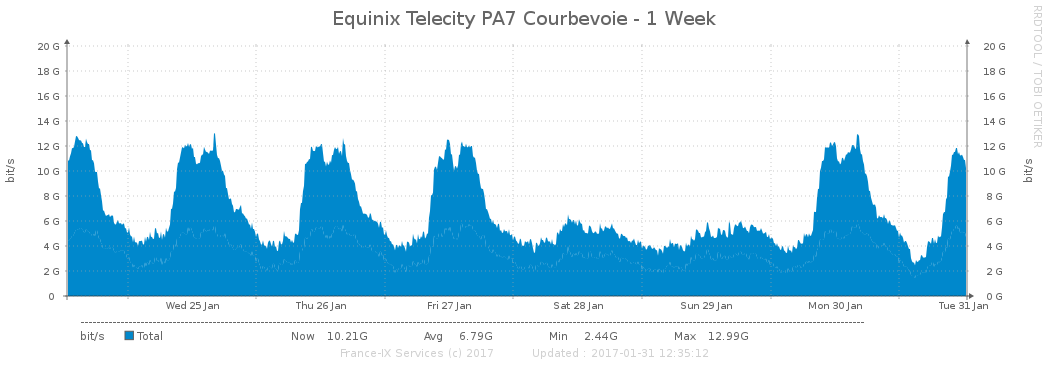 Equinix Telecity PA7 Courbevoie - 1 Week
RRDTOOL / TOBI OETIKER
20 G 20 G
18 G 18 G
16 G 16 G
14 G 14 G
12 G 12 G
10 G 10 G
8 G 8 G
6 G 6 G
4 G 4 G
2 G 2 G
0 0 G
bit/s
bit/s
Wed 25 Jan Thu 26 Jan Fri 27 Jan Sat 28 Jan Sun 29 Jan Mon 30 Jan Tue 31 Jan
bit/s Total Now 10.21G Avg 6.79G Min 2.44G Max 12.99G
France-IX Services (c) 2017 Updated : 2017-01-31 12:35:12